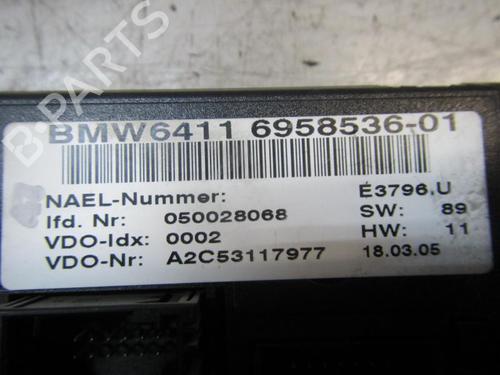 BMW6411 6958536-01
NAEL-Nummer: E3796.U
lfd. Nr: 050028068 SW: 89
VDO-Idx: 0002 HW: 11
VDO-Nr: A2C53117977 18.03.05
B-Parts